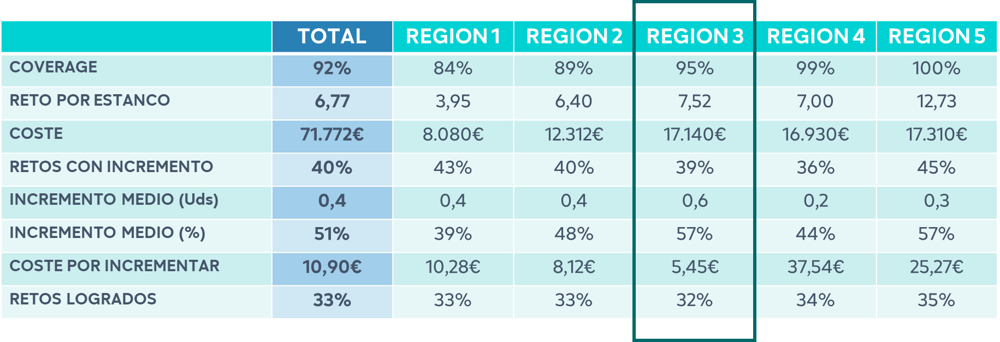 TOTAL REGION 1 REGION 2 REGION 3 REGION 4 REGION 5
COVERAGE 92% 84% 89% 95% 99% 100%
RETO POR ESTANCO 6,77 3,95 6,40 7,52 7,00 12,73
COSTE 71.772€ 8.080€ 12.312€ 17.140€ 16.930€ 17.310€
RETOS CON INCREMENTO 40% 43% 40% 39% 36% 45%
INCREMENTO MEDIO (Uds) 0,4 0,4 0,4 0,6 0,2 0,3
INCREMENTO MEDIO (%) 51% 39% 48% 57% 44% 57%
COSTE POR INCREMENTAR 10,90€ 10,28€ 8,12€ 5,45€ 37,54€ 25,27€
RETOS LOGRADOS 33% 33% 33% 32% 34% 35%